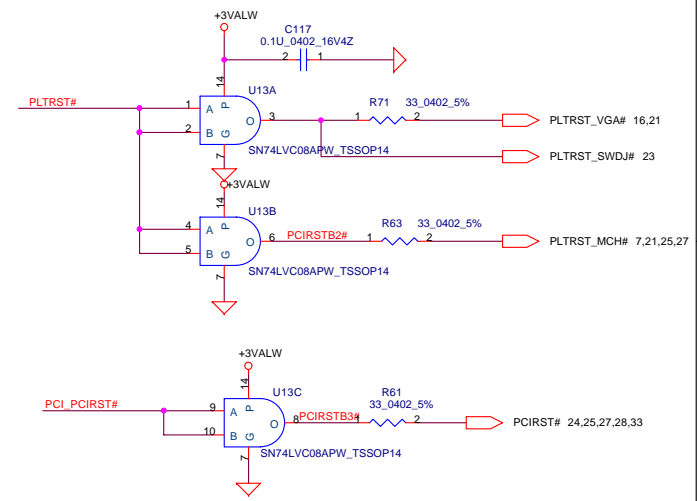 +3VALW
C117
0.1U_0402_16V4Z
2 1
14
U13A
PLTRST#
1 A P
2 B G
O 3
7
SN74LVC08APW_TSSOP14
R71 33_0402_5%
1 2
PLTRST_VGA# 16,21
PLTRST_SWDJ# 23
+3VALW
14
U13B
4 A P
5 B G
O 6
7
PCIRSTB2#
SN74LVC08APW_TSSOP14
R63 33_0402_5%
1 2
PLTRST_MCH# 7,21,25,27
+3VALW
14
U13C
PCI_PCIRST#
9 A P
10 B G
O 8
7
PCIRSTB3#
SN74LVC08APW_TSSOP14
R61
33_0402_5%
1 2
PCIRST# 24,25,27,28,33